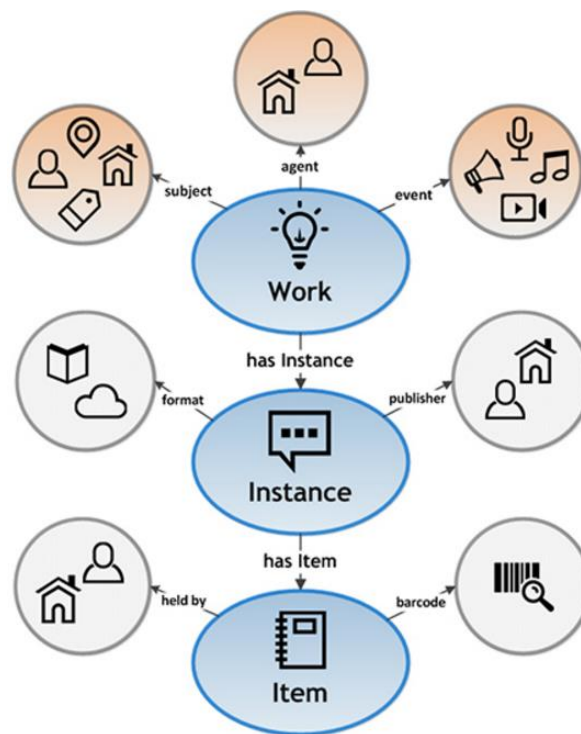 agent
subject
event
Work
has Instance
format
publisher
Instance
has Item
held by
barcode
Item